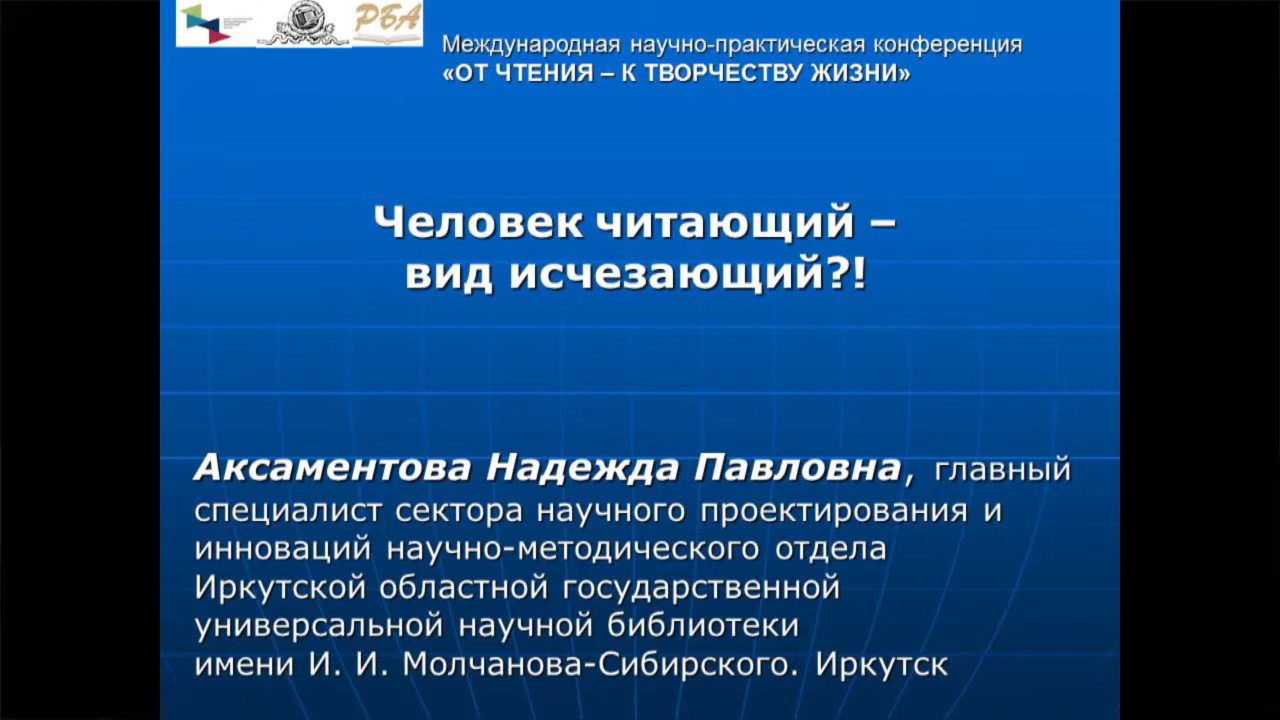 РБА
Международная научно-практическая конференция
«ОТ ЧТЕНИЯ – К ТВОРЧЕСТВУ ЖИЗНИ»
Человек читающий –
вид исчезающий?!
Аксаментова Надежда Павловна, главный
специалист сектора научного проектирования и
инноваций научно-методического отдела
Иркутской областной государственной
универсальной научной библиотеки
имени И. И. Молчанова-Сибирского. Иркутск